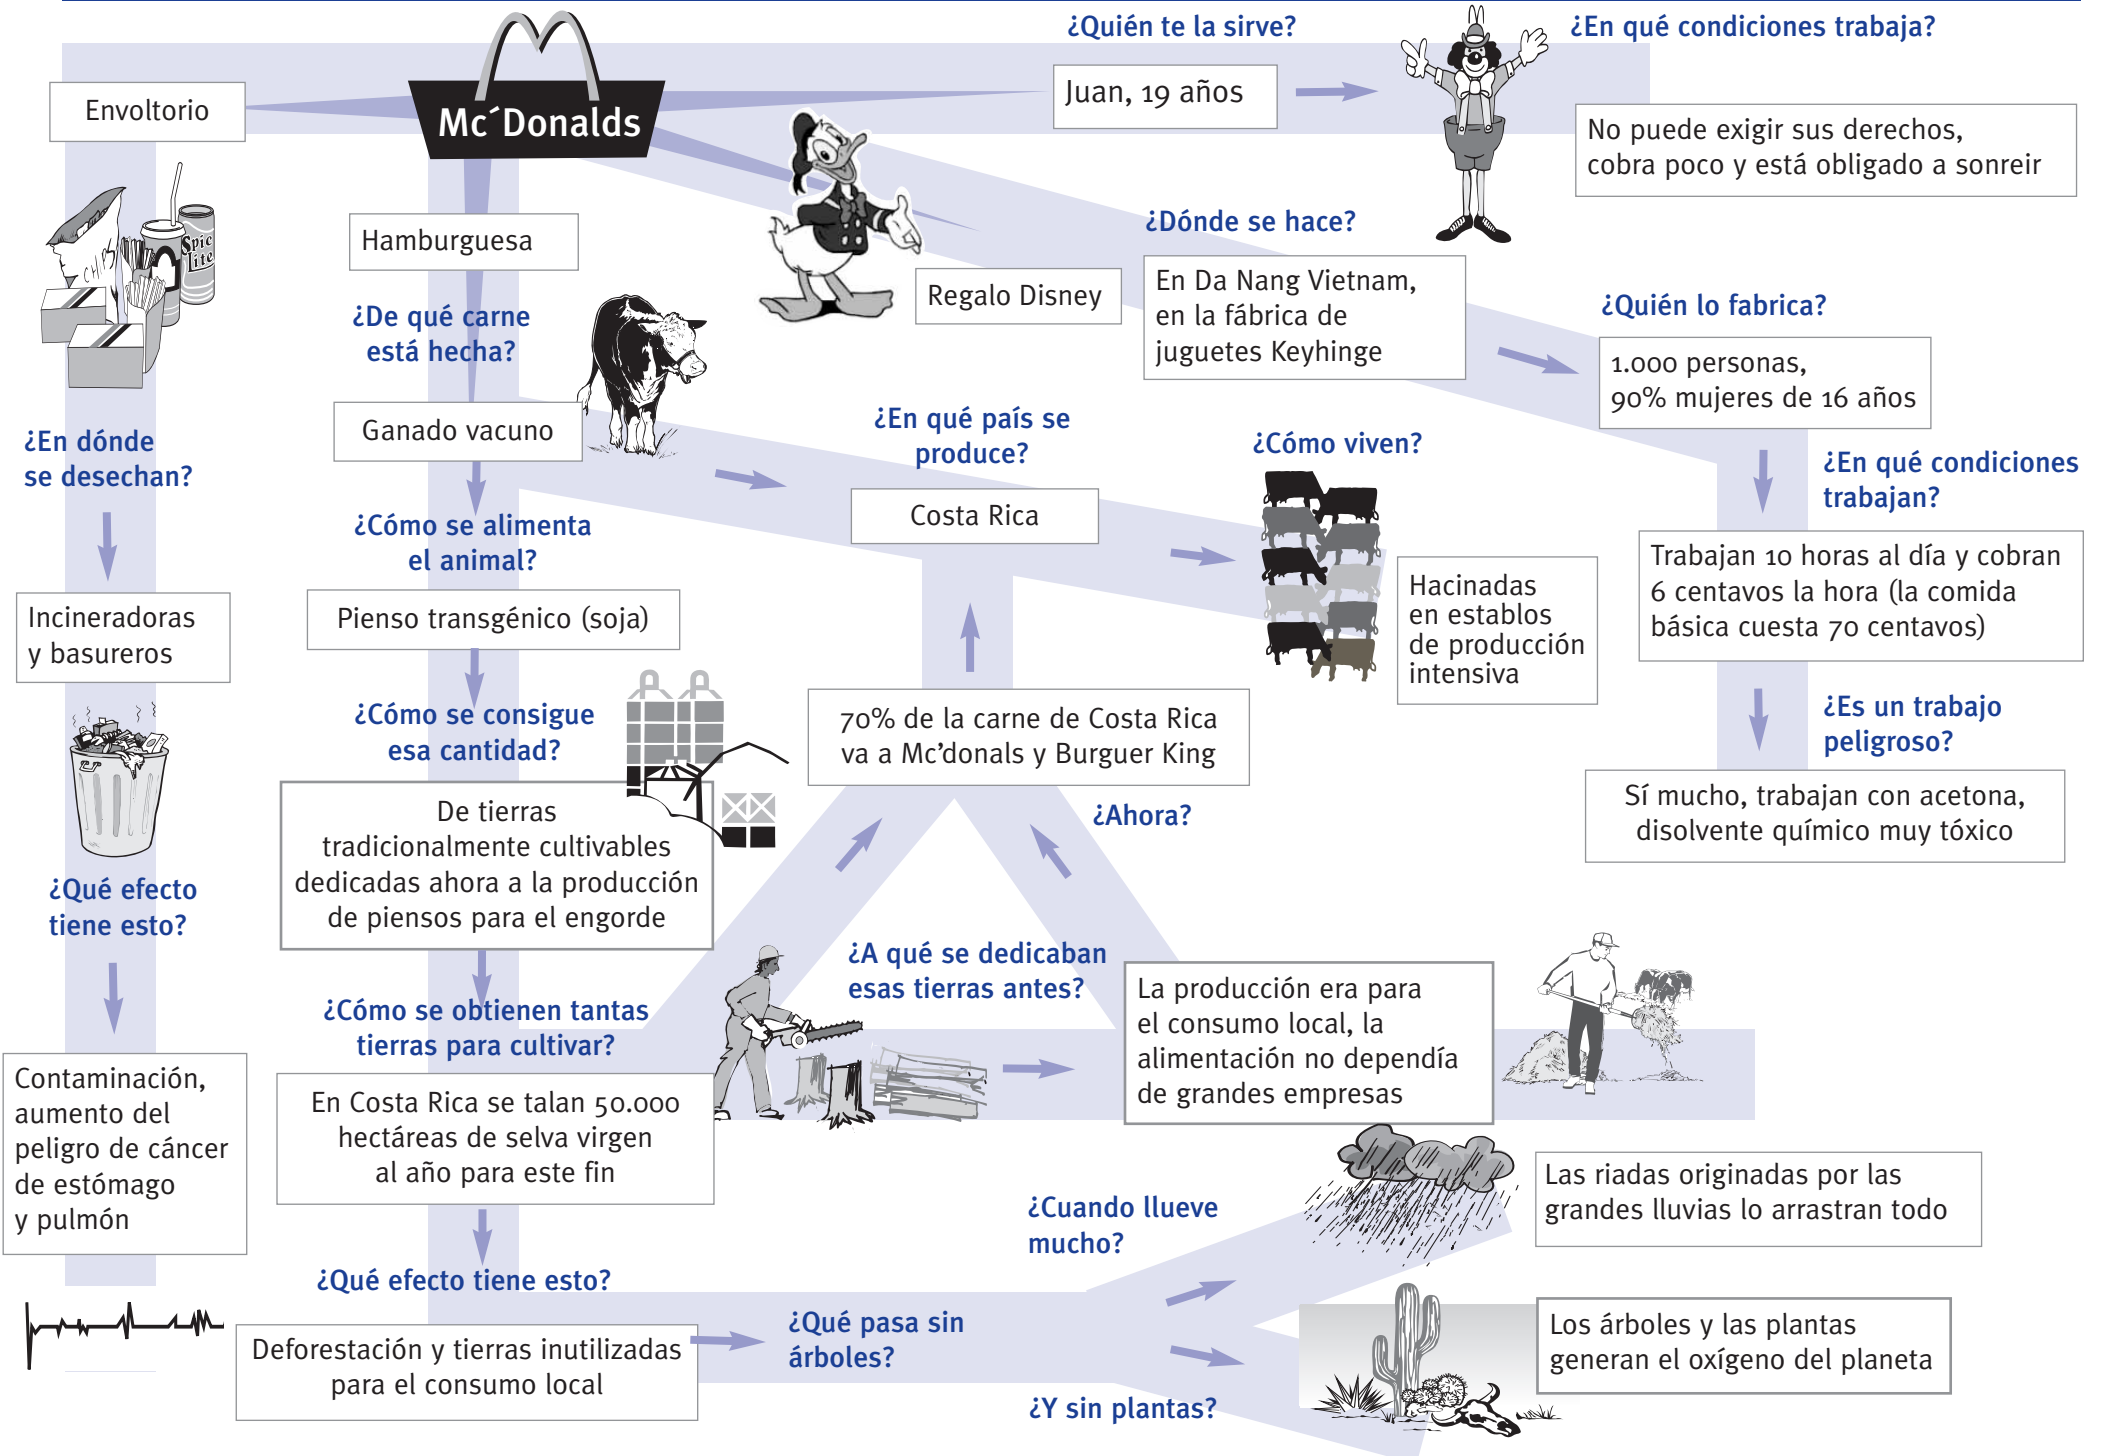 Mc´Donalds
Envoltorio
¿En dónde
se desechan?
Incineradoras
y basureros
¿Qué efecto
tiene esto?
Contaminación,
aumento del
peligro de cáncer
de estómago
y pulmón
Spic
Lite
Hamburguesa
¿De qué carne
está hecha?
Ganado vacuno
¿Cómo se alimenta
el animal?
Pienso transgénico (soja)
¿Cómo se consigue
esa cantidad?
De tierras
tradicionalmente cultivables
dedicadas ahora a la producción
de piensos para el engorde
¿Cómo se obtienen tantas
tierras para cultivar?
En Costa Rica se talan 50.000
hectáreas de selva virgen
al año para este fin
¿Qué efecto tiene esto?
Deforestación y tierras inutilizadas
para el consumo local
¿Qué pasa sin
árboles?
¿Cuando llueve
mucho?
Las riadas originadas por las
grandes lluvias lo arrastran todo
¿Y sin plantas?
Los árboles y las plantas
generan el oxígeno del planeta
¿A qué se dedicaban
esas tierras antes?
La producción era para
el consumo local, la
alimentación no dependía
de grandes empresas
¿Ahora?
70% de la carne de Costa Rica
va a Mc’donals y Burguer King
¿En qué país se
produce?
Costa Rica
¿Cómo viven?
Hacinadas
en establos
de producción
intensiva
Regalo Disney
¿Dónde se hace?
En Da Nang Vietnam,
en la fábrica de
juguetes Keyhinge
¿Quién lo fabrica?
1.000 personas,
90% mujeres de 16 años
¿En qué condiciones
trabajan?
Trabajan 10 horas al día y cobran
6 centavos la hora (la comida
básica cuesta 70 centavos)
¿Es un trabajo
peligroso?
Sí mucho, trabajan con acetona,
disolvente químico muy tóxico
¿Quién te la sirve?
Juan, 19 años
¿En qué condiciones trabaja?
No puede exigir sus derechos,
cobra poco y está obligado a sonreir